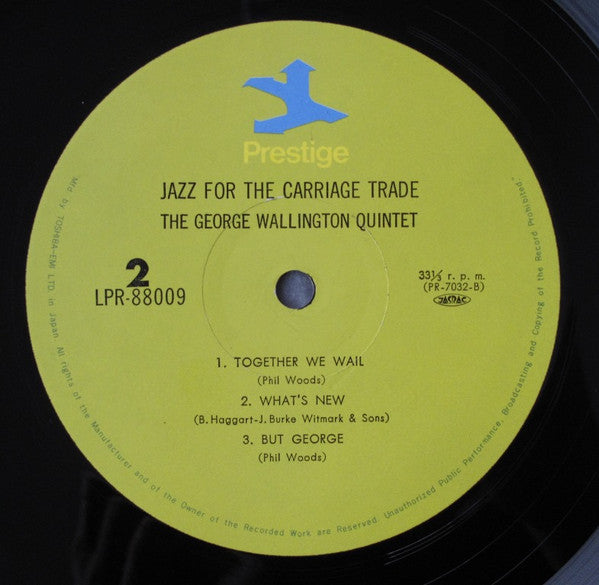 Prestige
JAZZ FOR THE CARRIAGE TRADE
THE GEORGE WALLINGTON QUINTET
2
LPR-88009
33⅓ r. p. m.
(PR-7032-B)
JASRAC
1. TOGETHER WE WAIL
(Phil Woods)
2. WHAT'S NEW
(B. Haggart-J. Burke Witmark & Sons)
3. BUT GEORGE
(Phil Woods)
Mfd by TOSHIBA-EMI LTD. in Japan. All rights of the Manufacturer and of the Owner of the Recorded Work are Reserved. Unauthorized Public Performance, Broadcasting and Copying of the Record Prohibited.